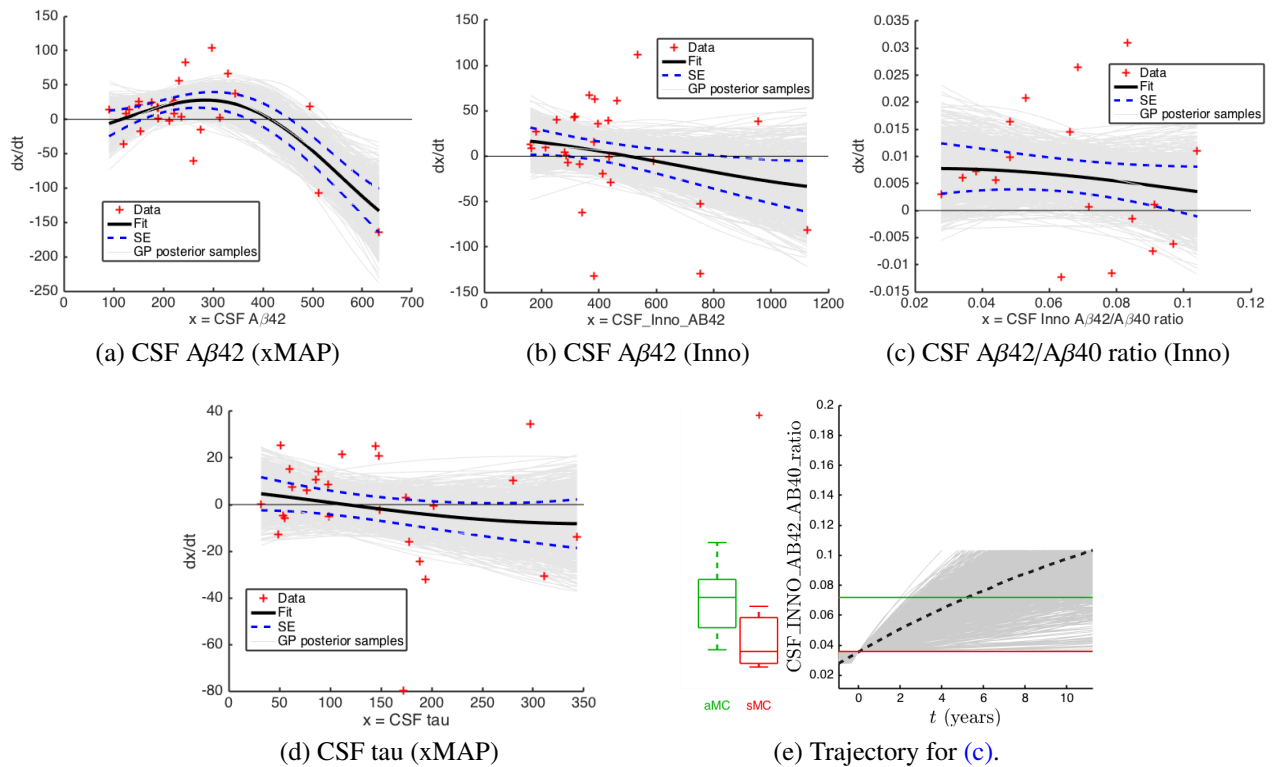 150
100
50
0
-50
-100
-150
-200
-250
dx/dt
Data
Fit
SE
GP posterior samples
0 100 200 300 400 500 600 700
x = CSF Aβ42
(a) CSF Aβ42 (xMAP)
150
100
50
0
-50
-100
-150
dx/dt
Data
Fit
SE
GP posterior samples
0 200 400 600 800 1000 1200
x = CSF_Inno_AB42
(b) CSF Aβ42 (Inno)
0.035
0.03
0.025
0.02
0.015
0.01
0.005
0
-0.005
-0.01
-0.015
dx/dt
Data
Fit
SE
GP posterior samples
0.02 0.04 0.06 0.08 0.1 0.12
x = CSF Inno Aβ42/Aβ40 ratio
(c) CSF Aβ42/Aβ40 ratio (Inno)
40
20
0
-20
-40
-60
-80
dx/dt
Data
Fit
SE
GP posterior samples
0 50 100 150 200 250 300 350
x = CSF tau
(d) CSF tau (xMAP)
aMC sMC
CSF_INNO_AB42_AB40_ratio
0.2
0.18
0.16
0.14
0.12
0.1
0.08
0.06
0.04
0.02
0 2 4 6 8 10
t (years)
(e) Trajectory for (c).